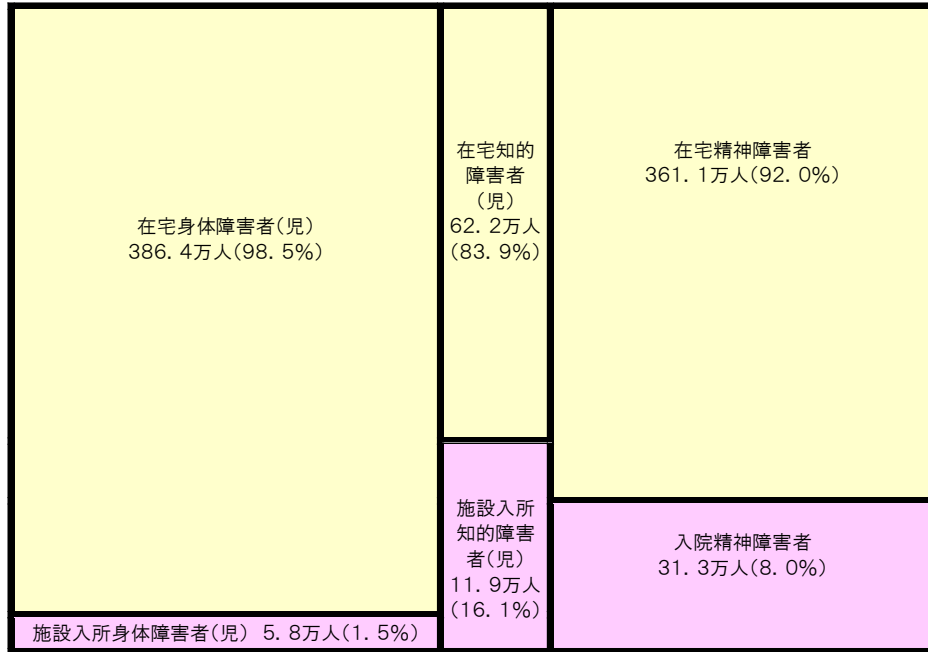 在宅身体障害者(児)
386.4万人(98.5%)
施設入所身体障害者(児) 5.8万人(1.5%)
在宅知的
障害者
(児)
62.2万人
(83.9%)
施設入所
知的障害
者(児)
11.9万人
(16.1%)
在宅精神障害者
361.1万人(92.0%)
入院精神障害者
31.3万人(8.0%)